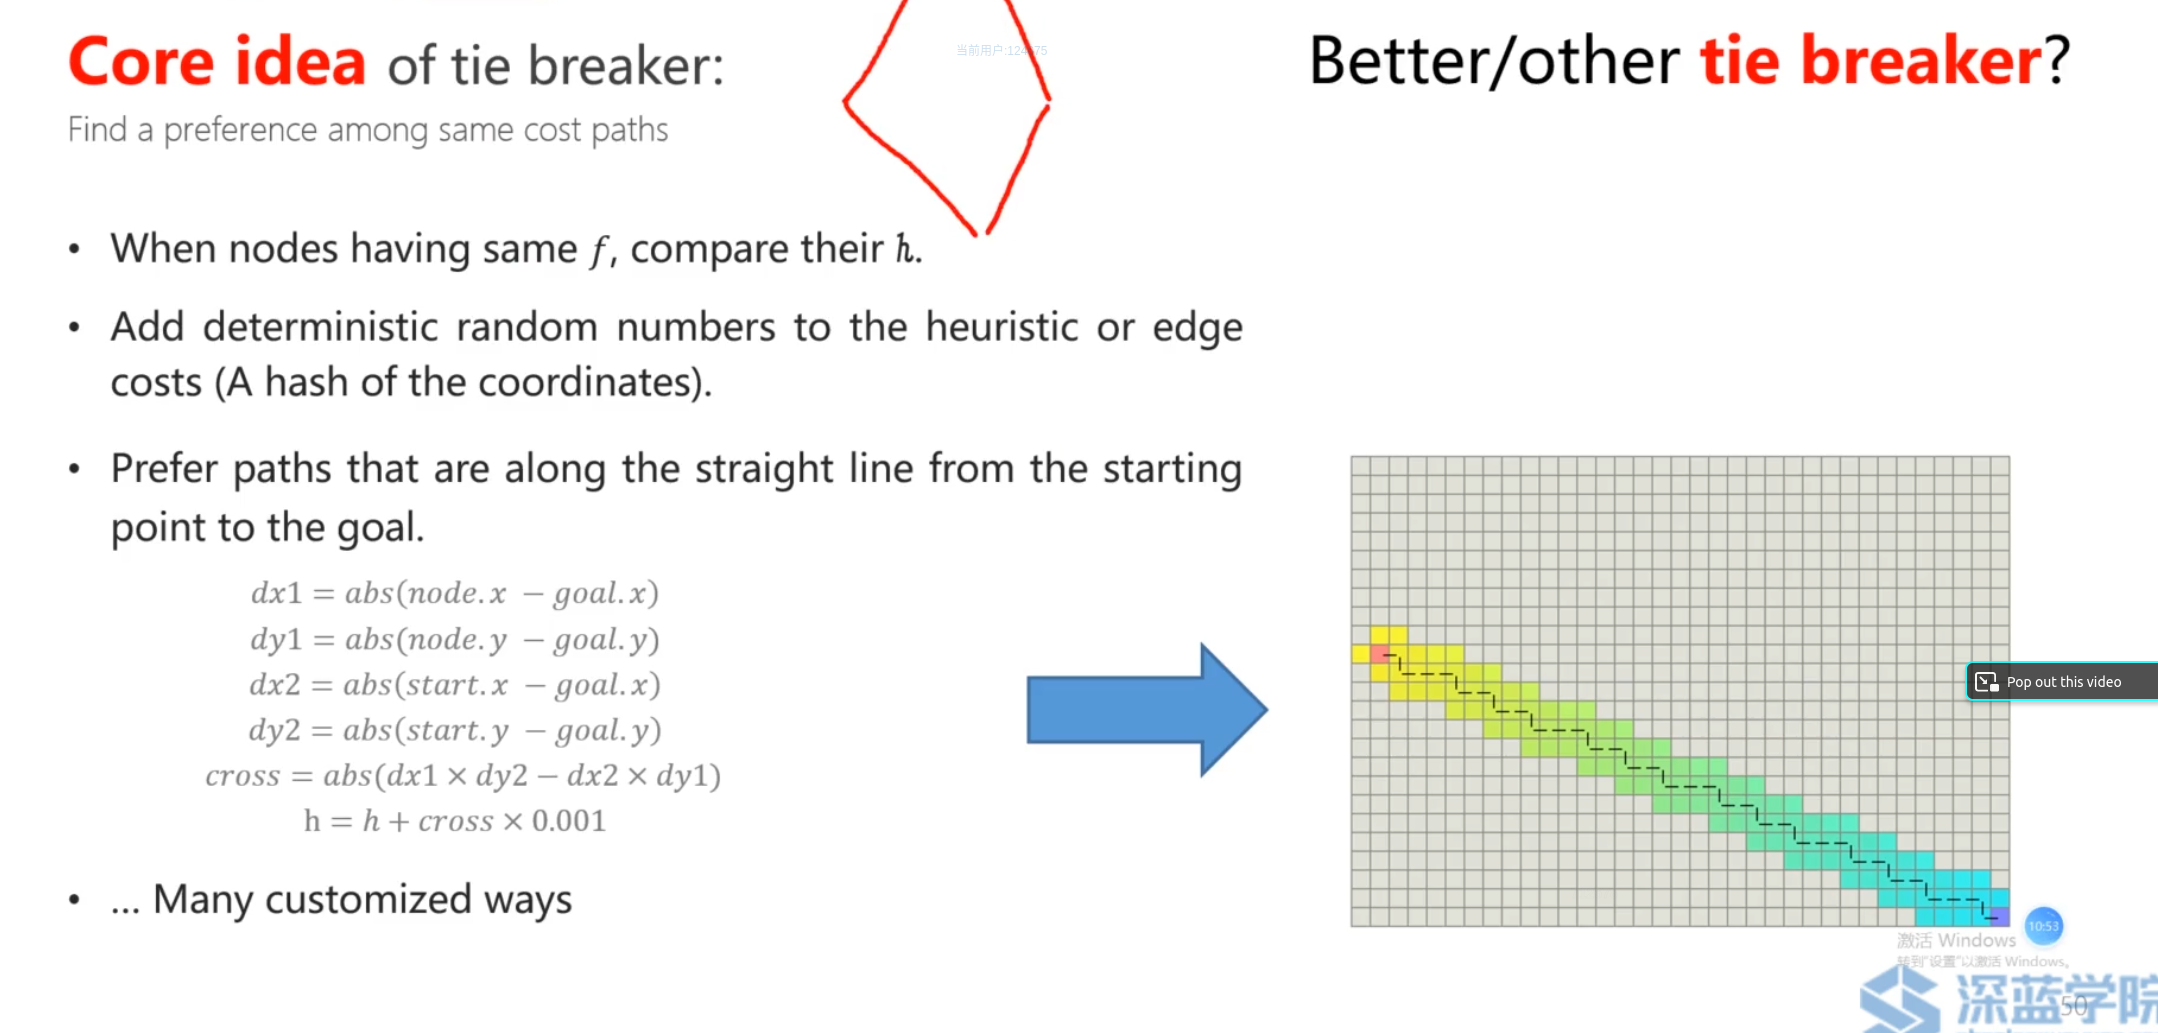 Core idea of tie breaker:
Find a preference among same cost paths
当前用户:124
75
Better/other tie breaker?
• When nodes having same f, compare their h.
• Add deterministic random numbers to the heuristic or edge
costs (A hash of the coordinates).
• Prefer paths that are along the straight line from the starting
point to the goal.
dx1 = abs(node.x − goal.x)
dy1 = abs(node.y − goal.y)
dx2 = abs(start.x − goal.x)
dy2 = abs(start.y − goal.y)
cross = abs(dx1 × dy2 − dx2 × dy1)
h = h + cross × 0.001
• ... Many customized ways
Pop out this video
10:53
激活 Windows
转到"设置"以激活 Windows。
深蓝学院
50